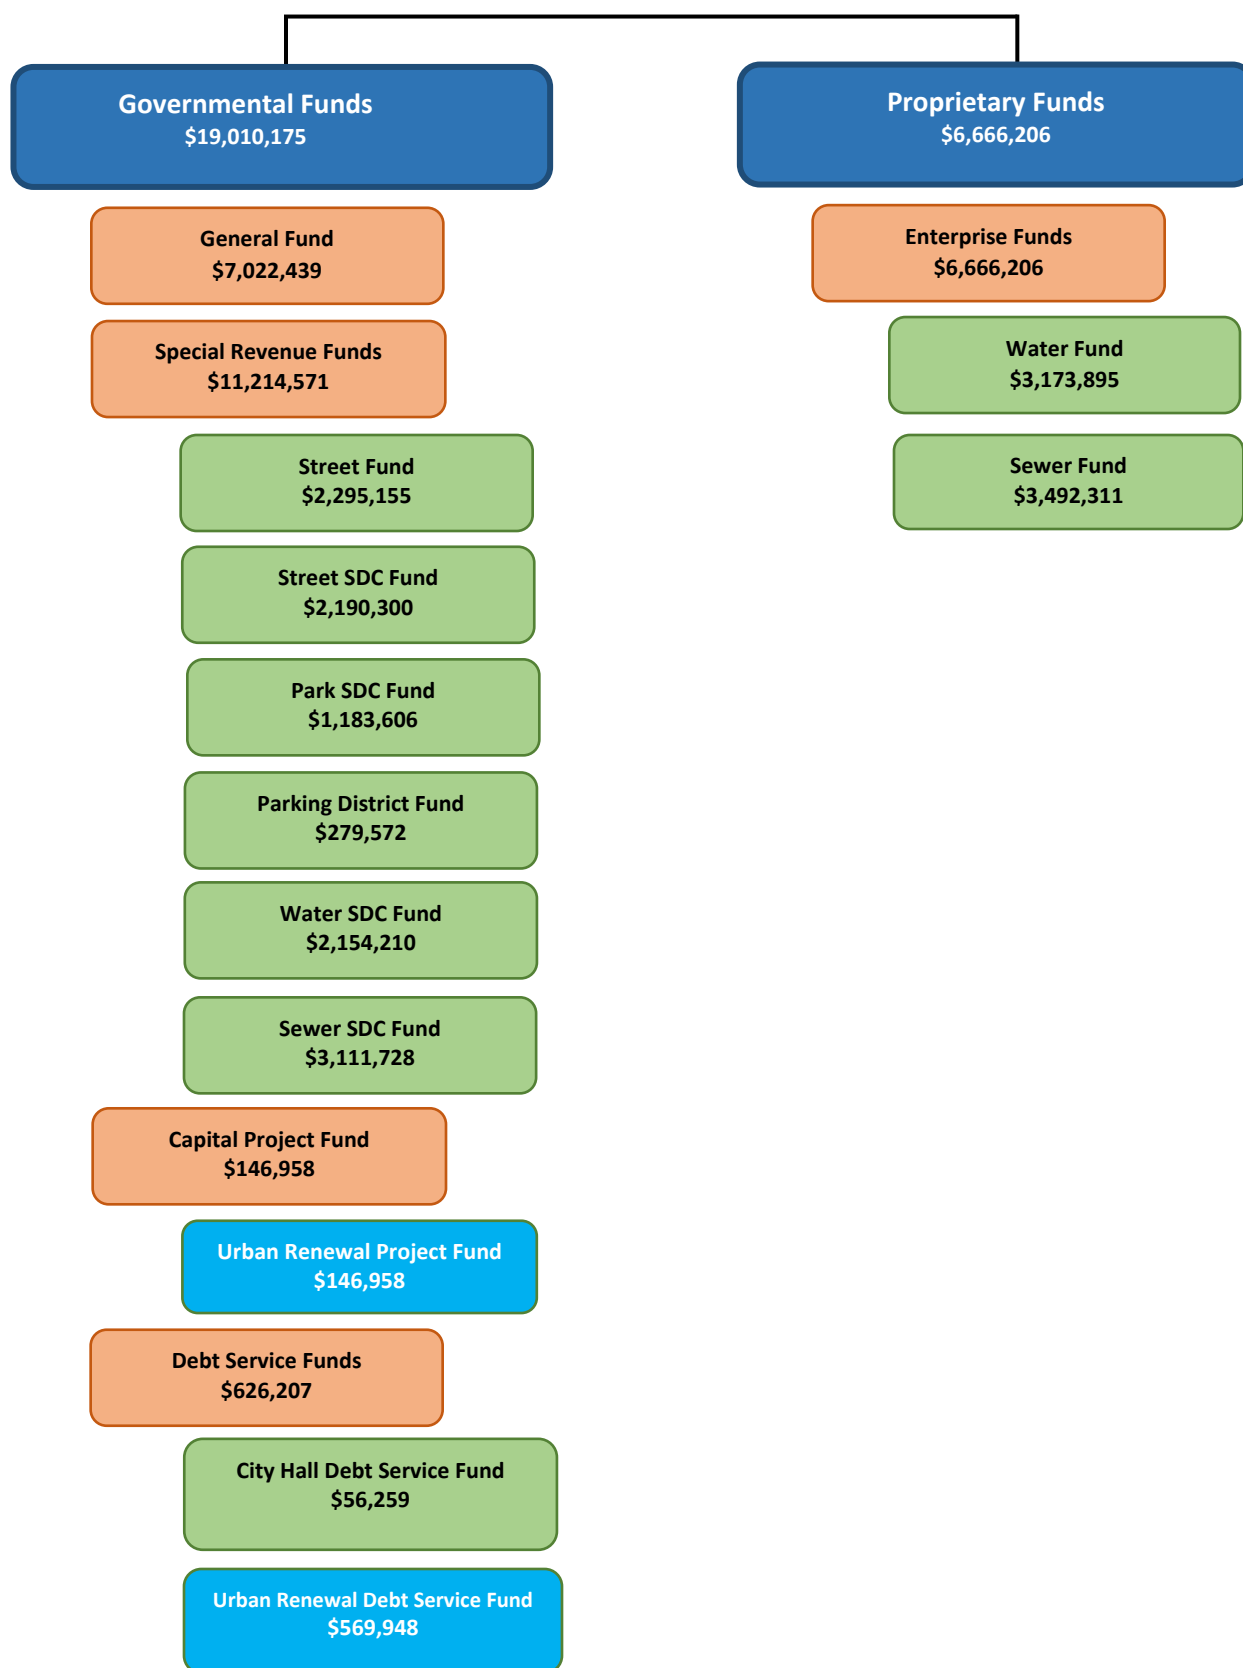 Governmental Funds
$19,010,175
General Fund
$7,022,439
Special Revenue Funds
$11,214,571
Street Fund
$2,295,155
Street SDC Fund
$2,190,300
Park SDC Fund
$1,183,606
Parking District Fund
$279,572
Water SDC Fund
$2,154,210
Sewer SDC Fund
$3,111,728
Capital Project Fund
$146,958
Urban Renewal Project Fund
$146,958
Debt Service Funds
$626,207
City Hall Debt Service Fund
$56,259
Urban Renewal Debt Service Fund
$569,948
Proprietary Funds
$6,666,206
Enterprise Funds
$6,666,206
Water Fund
$3,173,895
Sewer Fund
$3,492,311